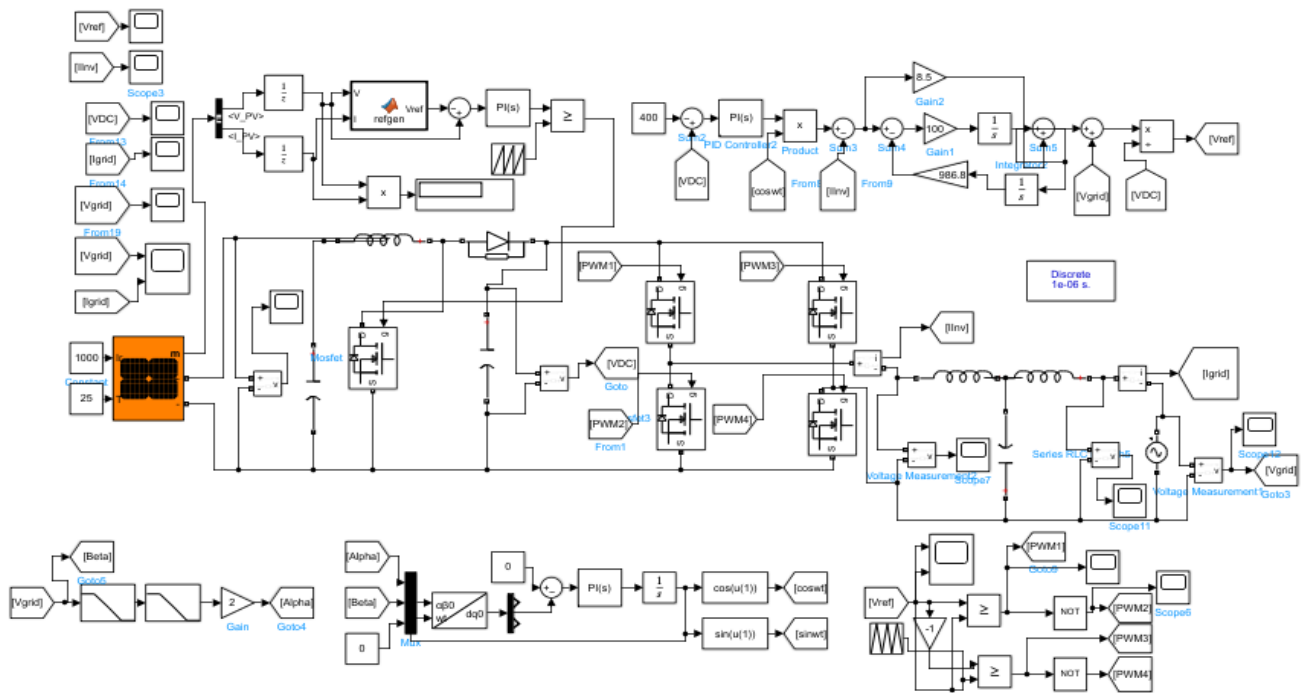 [Vref]
[IInv]
Scope3
[VDC]
From13
[Igrid]
From14
[Vgrid]
From19
[Vgrid]
[Igrid]
<V_PV>
<I_PV>
1
z
1
z
V
I
Vref
refgen
PI(s)
≥
x
400
Sum2
[VDC]
PI(s)
PID Controller2
x
Product
[coswt]
Sum3
[IInv]
From9
Sum4
8.5
Gain2
100
Gain1
1
s
Integrator
986.8
1
s
Sum5
[Vgrid]
x
÷
[VDC]
[Vref]
Discrete
1e-06 s.
1000
Constant
25
Ir
T
m
+
-
Mosfet
g
D
S
[VDC]
Goto
[PWM1]
[PWM3]
[PWM2]
From1
[PWM4]
[IInv]
[Igrid]
Voltage Measurement2
Scope7
Series RLC
Scope11
Voltage Measurement1
Scope12
[Vgrid]
Goto3
[Vgrid]
[Beta]
Goto5
2
Gain
[Alpha]
Goto4
[Alpha]
[Beta]
0
Mux
αβ0
wt
dq0
0
PI(s)
1
s
cos(u(1))
[coswt]
sin(u(1))
[sinwt]
[Vref]
-1
≥
≥
[PWM1]
NOT
[PWM2]
Scope6
[PWM3]
NOT
[PWM4]